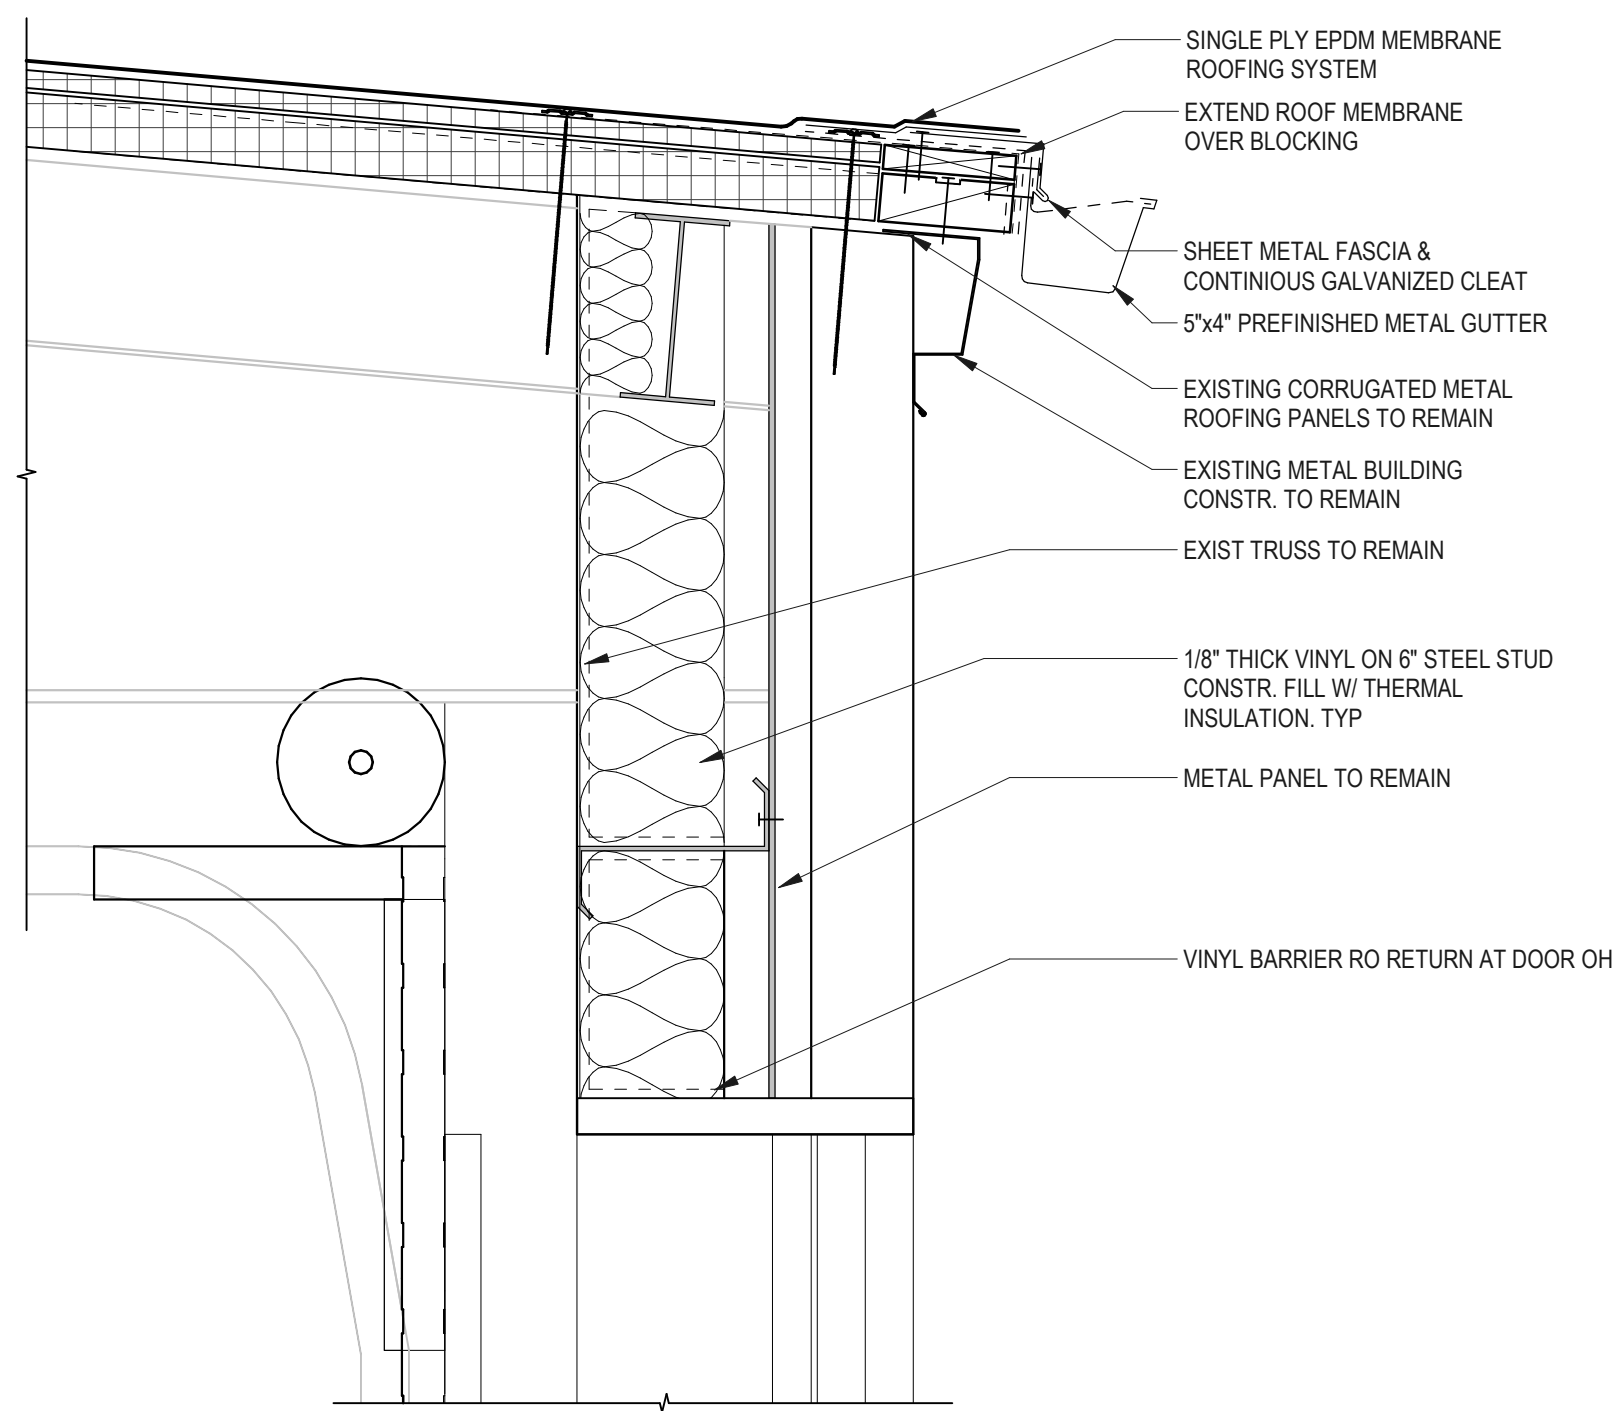 SINGLE PLY EPDM MEMBRANE
ROOFING SYSTEM
EXTEND ROOF MEMBRANE
OVER BLOCKING
SHEET METAL FASCIA &
CONTINIOUS GALVANIZED CLEAT
5"x4" PREFINISHED METAL GUTTER
EXISTING CORRUGATED METAL
ROOFING PANELS TO REMAIN
EXISTING METAL BUILDING
CONSTR. TO REMAIN
EXIST TRUSS TO REMAIN
1/8" THICK VINYL ON 6" STEEL STUD
CONSTR. FILL W/ THERMAL
INSULATION. TYP
METAL PANEL TO REMAIN
VINYL BARRIER RO RETURN AT DOOR OH